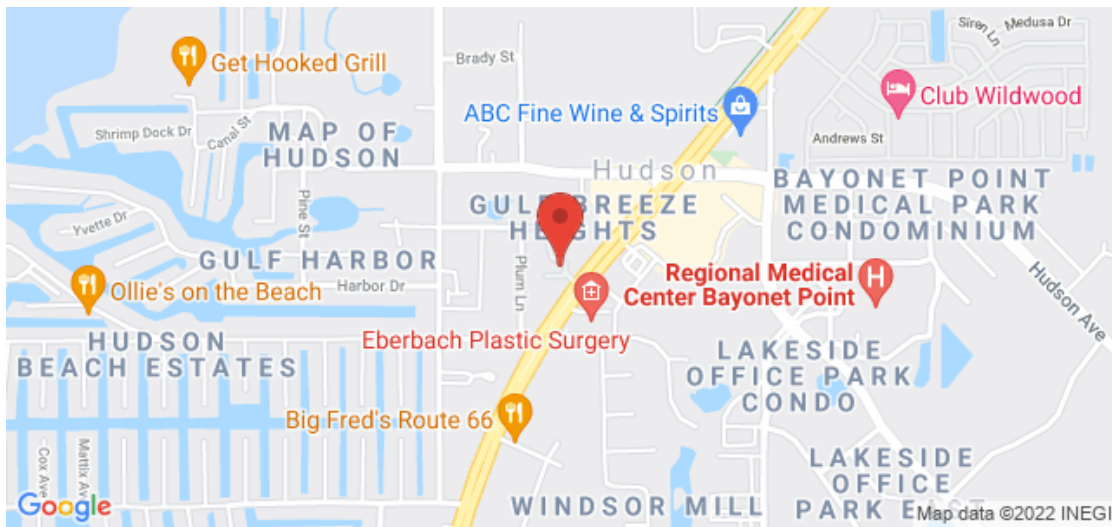 Siren Ln
Medusa Dr
Get Hooked Grill
Brady St
Club Wildwood
ABC Fine Wine & Spirits
Shrimp Dock Dr
Canal St
MAP OF
HUDSON
Andrews St
Hudson
BAYONET POINT
MEDICAL PARK
CONDOMINIUM
Pine St
GULF BREEZE
HEIGHTS
Yvette Dr
GULF HARBOR
Harbor Dr
Plum Ln
Regional Medical
Center Bayonet Point
H
Hudson Ave
Ollie's on the Beach
HUDSON
BEACH ESTATES
Eberbach Plastic Surgery
LAKESIDE
OFFICE PARK
CONDO
Big Fred's Route 66
Cox Ave
Mattix Av
LAKESIDE
OFFICE
PARK EAST
WINDSOR MILL
Google
Map data ©2022 INEGI